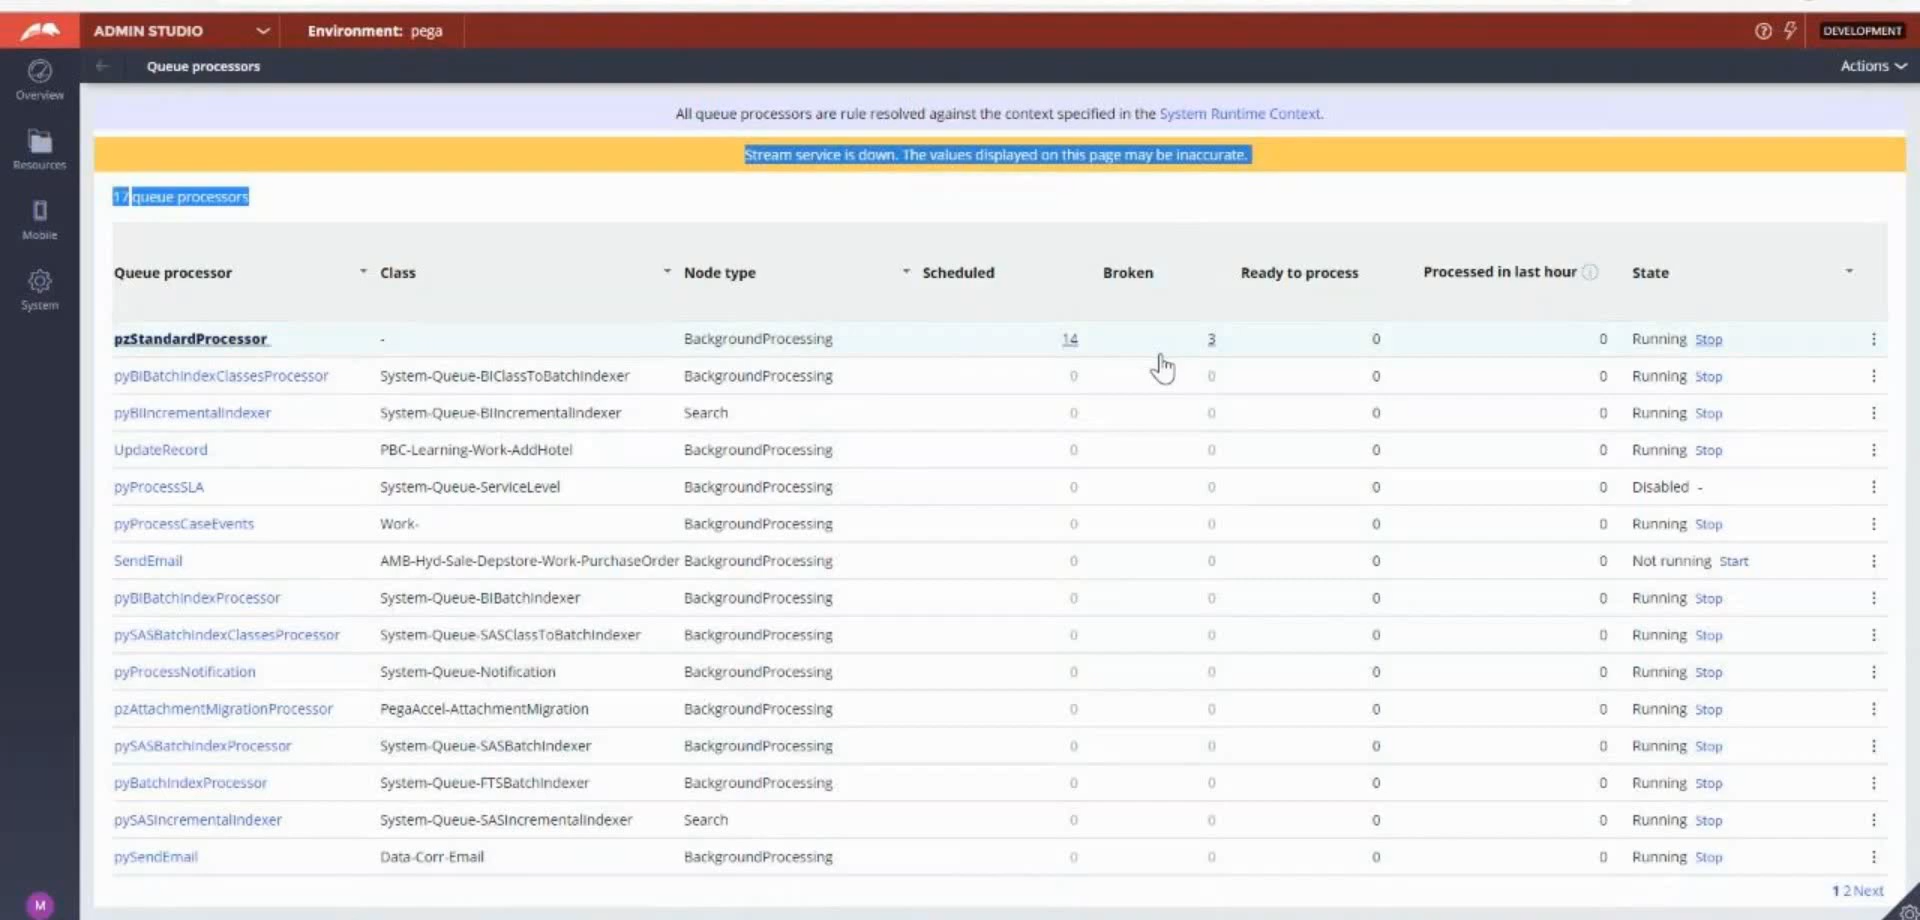 ADMIN STUDIO Environment: pega DEVELOPMENT
Queue processors Actions
Overview
Resources
Mobile
System
All queue processors are rule resolved against the context specified in the System Runtime Context.
Stream service is down. The values displayed on this page may be inaccurate.
17 queue processors
Queue processor Class Node type Scheduled Broken Ready to process Processed in last hour State
pzStandardProcessor - BackgroundProcessing 14 3 0 0 Running Stop
pyBIBatchIndexClassesProcessor System-Queue-BIClassToBatchIndexer BackgroundProcessing 0 0 0 0 Running Stop
pyBIIncrementalIndexer System-Queue-BIIncrementalIndexer Search 0 0 0 0 Running Stop
UpdateRecord PBC-Learning-Work-AddHotel BackgroundProcessing 0 0 0 0 Running Stop
pyProcessSLA System-Queue-ServiceLevel BackgroundProcessing 0 0 0 0 Disabled -
pyProcessCaseEvents Work- BackgroundProcessing 0 0 0 0 Running Stop
SendEmail AMB-Hyd-Sale-Depstore-Work-PurchaseOrder BackgroundProcessing 0 0 0 0 Not running Start
pyBIBatchIndexProcessor System-Queue-BIBatchIndexer BackgroundProcessing 0 0 0 0 Running Stop
pySASBatchIndexClassesProcessor System-Queue-SASClassToBatchIndexer BackgroundProcessing 0 0 0 0 Running Stop
pyProcessNotification System-Queue-Notification BackgroundProcessing 0 0 0 0 Running Stop
pzAttachmentMigrationProcessor PegaAccel-AttachmentMigration BackgroundProcessing 0 0 0 0 Running Stop
pySASBatchIndexProcessor System-Queue-SASBatchIndexer BackgroundProcessing 0 0 0 0 Running Stop
pyBatchIndexProcessor System-Queue-FTSBatchIndexer BackgroundProcessing 0 0 0 0 Running Stop
pySASIncrementalIndexer System-Queue-SASIncrementalIndexer Search 0 0 0 0 Running Stop
pySendEmail Data-Corr-Email BackgroundProcessing 0 0 0 0 Running Stop
1 2 Next
M